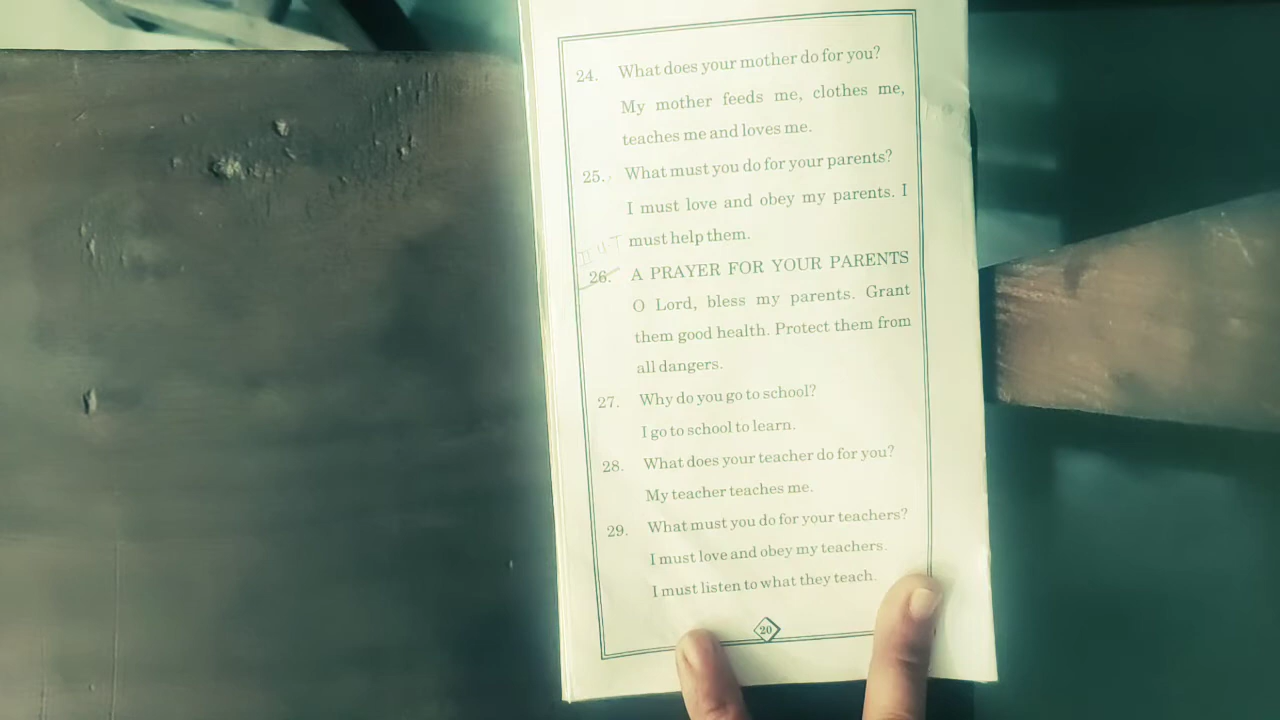 24. What does your mother do for you?
My mother feeds me, clothes me,
teaches me and loves me.
25. What must you do for your parents?
I must love and obey my parents. I
must help them.
26. A PRAYER FOR YOUR PARENTS
O Lord, bless my parents. Grant
them good health. Protect them from
all dangers.
27. Why do you go to school?
I go to school to learn.
28. What does your teacher do for you?
My teacher teaches me.
29. What must you do for your teachers?
I must love and obey my teachers.
I must listen to what they teach.
20